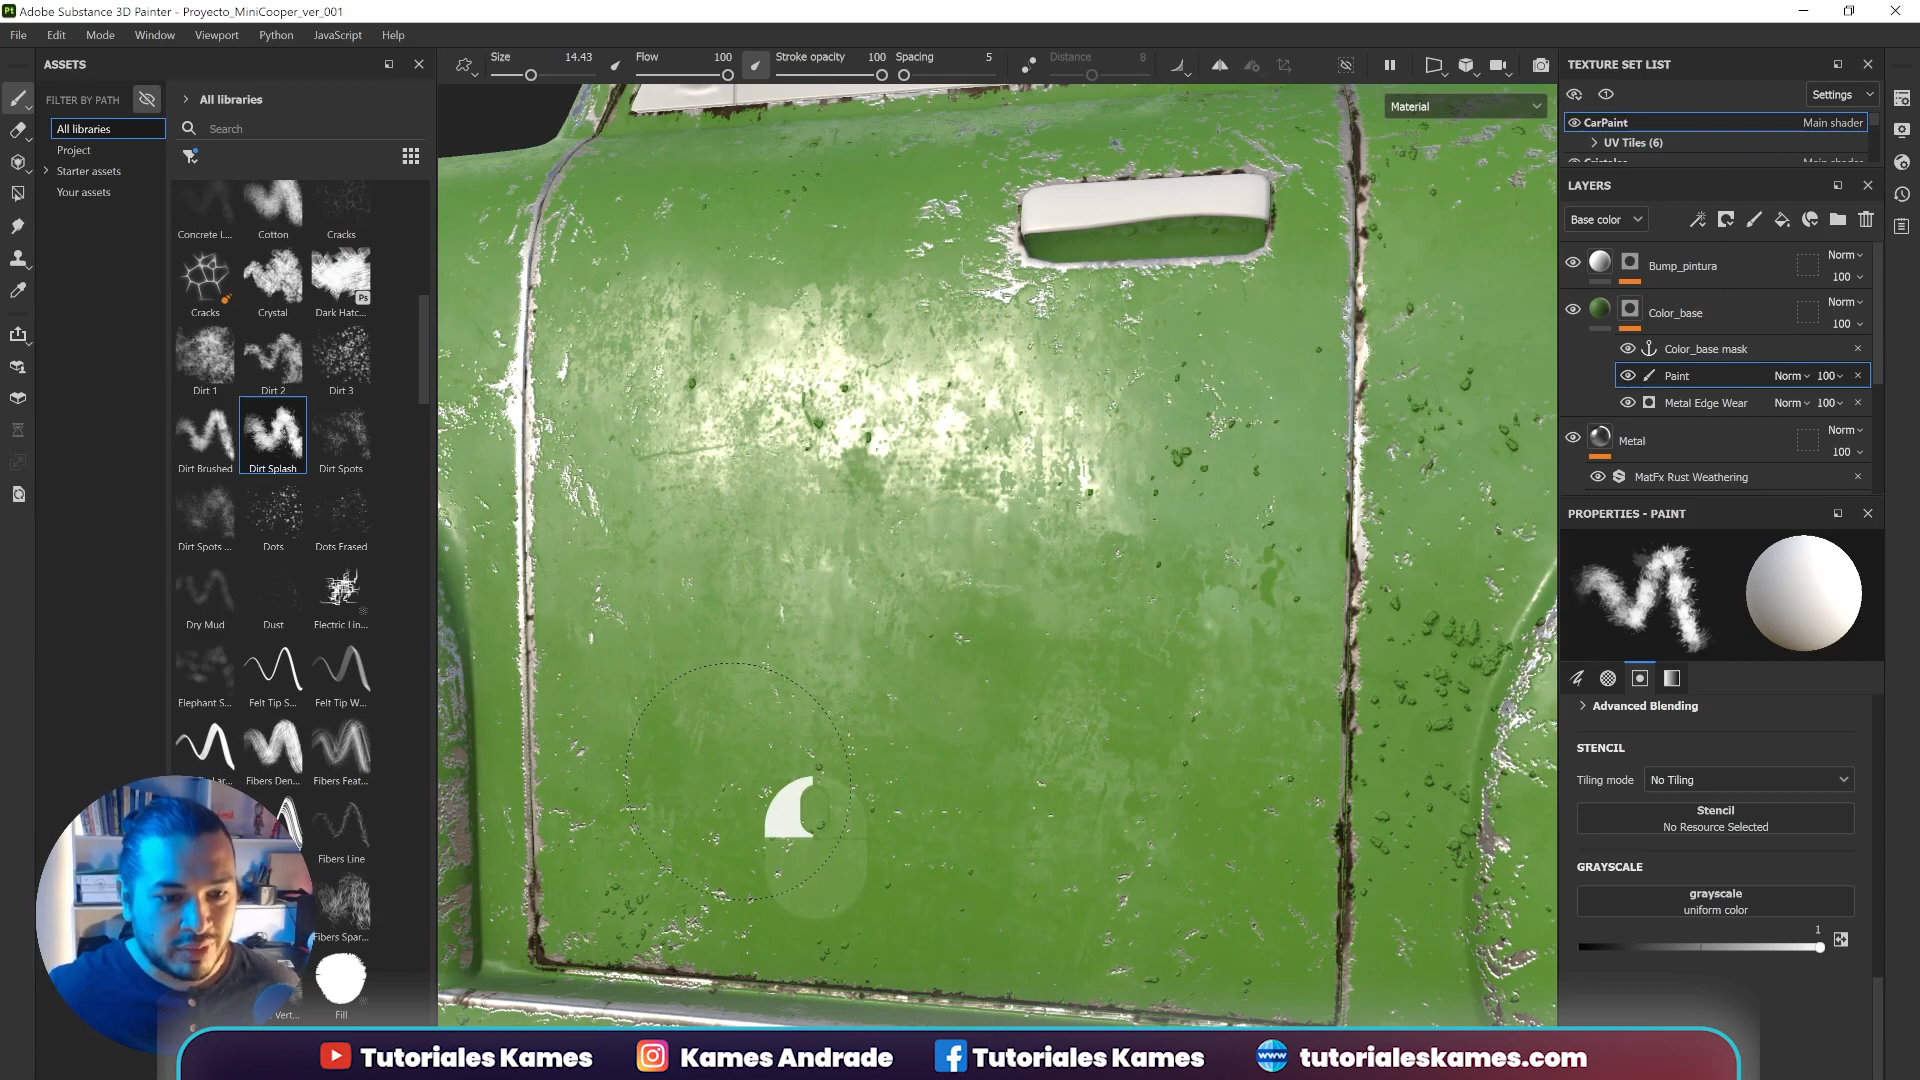 Adobe Substance 3D Painter - Proyecto_MiniCooper_ver_001
File Edit Mode Window Viewport Python JavaScript Help
ASSETS
Size 14.43 Flow 100 Stroke opacity 100 Spacing 5 Distance 8
FILTER BY PATH
All libraries
Project
Starter assets
Your assets
All libraries
Search
Concrete L... Cotton Cracks
Cracks Crystal Dark Hatc...
Ps
Dirt 1 Dirt 2 Dirt 3
Dirt Brushed Dirt Splash Dirt Spots
Dirt Spots ... Dots Dots Erased
Dry Mud Dust Electric Lin...
Elephant S... Felt Tip S... Felt Tip W...
Fibers Den... Fibers Feat...
Fibers Line
Fibers Spar...
Vert... Fill
Material
TEXTURE SET LIST
Settings
CarPaint Main shader
UV Tiles (6)
LAYERS
Base color
Bump_pintura Norm 100
Color_base Norm 100
Color_base mask
Paint Norm 100
Metal Edge Wear Norm 100
Metal Norm 100
MatFx Rust Weathering
PROPERTIES - PAINT
Advanced Blending
STENCIL
Tiling mode No Tiling
Stencil
No Resource Selected
GRAYSCALE
grayscale
uniform color
1
Tutoriales Kames Kames Andrade Tutoriales Kames tutorialeskames.com